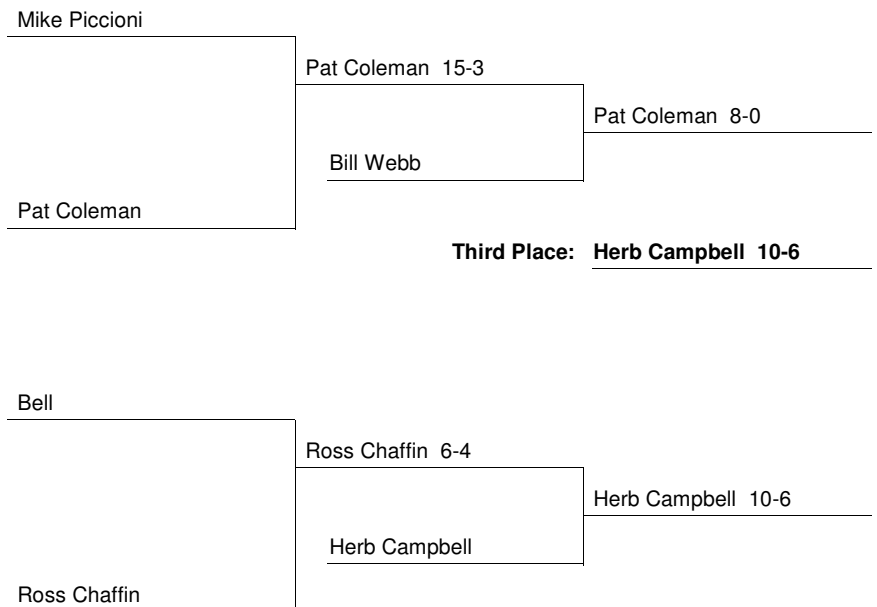 Mike Piccioni
Pat Coleman 15-3
Pat Coleman 8-0
Bill Webb
Pat Coleman
Third Place: Herb Campbell 10-6
Bell
Ross Chaffin 6-4
Herb Campbell 10-6
Herb Campbell
Ross Chaffin